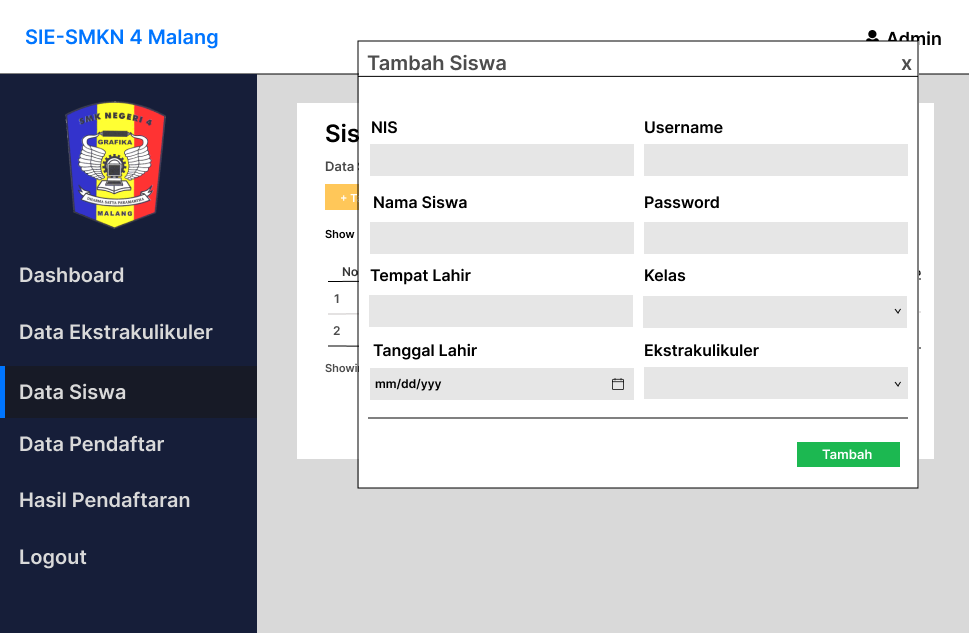 SIE-SMKN 4 Malang
Admin
SMK NEGERI 4
GRAFIKA
MALANG
Dashboard
Data Ekstrakulikuler
Data Siswa
Data Pendaftar
Hasil Pendaftaran
Logout
Sis
Data
+ T
Show
No
1
2
Showi
Tambah Siswa
x
NIS
Username
Nama Siswa
Password
Tempat Lahir
Kelas
Tanggal Lahir
Ekstrakulikuler
mm/dd/yyy
Tambah